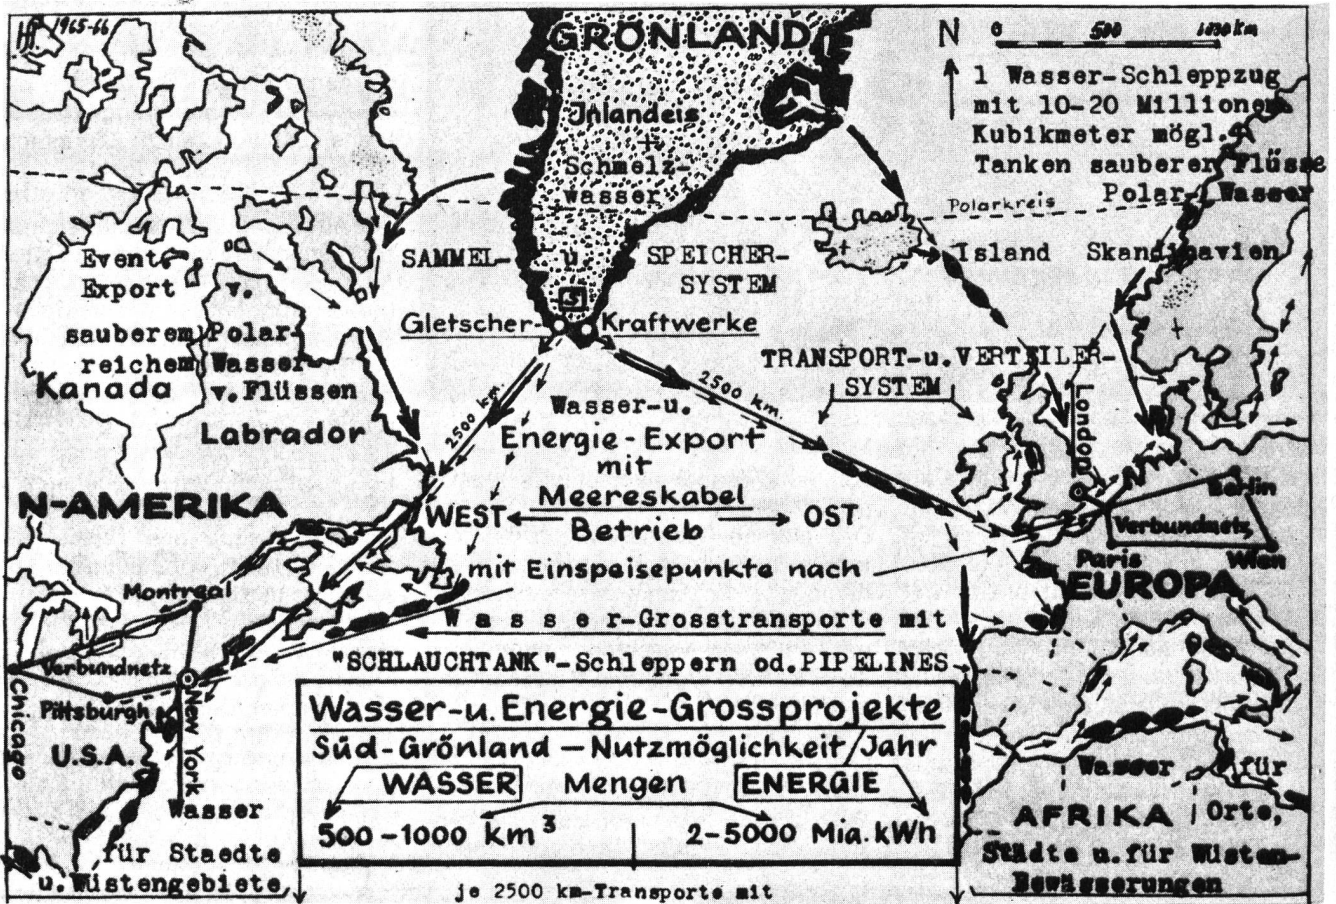 1965-66
GRÖNLAND
N 0 500 1000 km
1 Wasser-Schleppzug
mit 10-20 Millionen
Kubikmeter mögl.
Tanken sauberer Flüsse
Polar-Wasser
Jnlandeis
+
Schmelz-
wasser
Polarkreis
Island
Skandinavien
SAMMEL- u. SPEICHER-
SYSTEM
Event.
Export
v.
sauberem Polar-
reichem Wasser
v. Flüssen
Kanada
Labrador
S
Gletscher- Kraftwerke
TRANSPORT-u.VERTEILER-
SYSTEM
2500 km
2500 km.
Wasser-u.
Energie-Export
mit
Meereskabel
Betrieb
WEST OST
mit Einspeisepunkte nach
N-AMERIKA
London
Berlin
Verbundnetz
Paris
Wien
EUROPA
Montreal
Verbundnetz
Chicago
Pittsburgh
New York
U.S.A.
Wasser-Grosstransporte mit
"SCHLAUCHTANK"-Schleppern od.PIPELINES
Wasser-u. Energie-Grossprojekte
Süd-Grönland — Nutzmöglichkeit/Jahr
WASSER Mengen ENERGIE
500-1000 km³ 2-5000 Mia. kWh
Wasser
für Staedte
u.Wüstengebiete
Wasser für
AFRIKA Orte,
Städte u. für Wüsten-
Bewässerungen
je 2500 km-Transporte mit